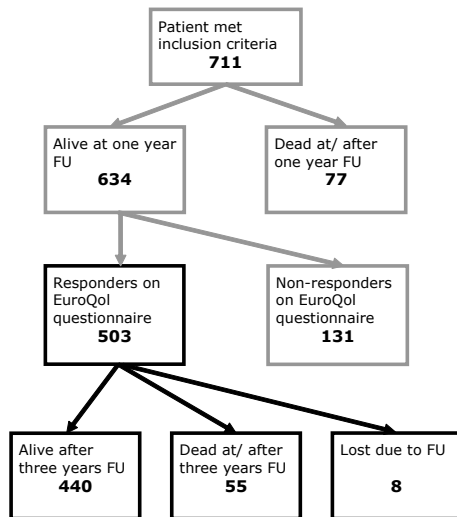 Patient met
inclusion criteria
711
Alive at one year
FU
634
Dead at/ after
one year FU
77
Responders on
EuroQol
questionnaire
503
Non-responders
on EuroQol
questionnaire
131
Alive after
three years FU
440
Dead at/ after
three years FU
55
Lost due to FU
8